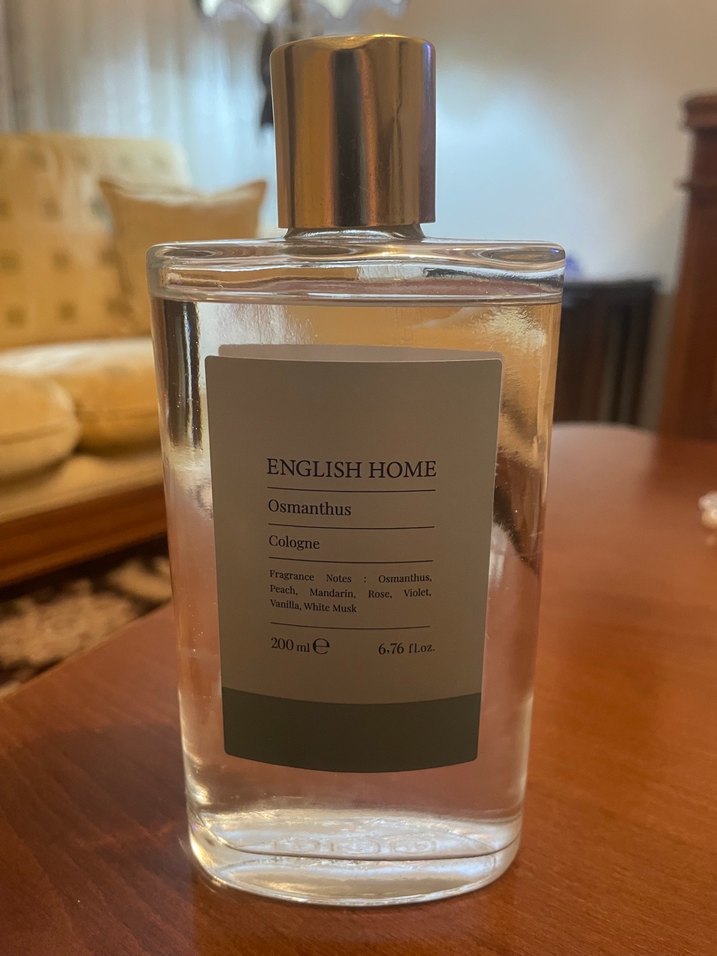 ENGLISH HOME
Osmanthus
Cologne
Fragrance Notes : Osmanthus,
Peach, Mandarin, Rose, Violet,
Vanilla, White Musk
200 ml ℮ 6,76 fl.oz.